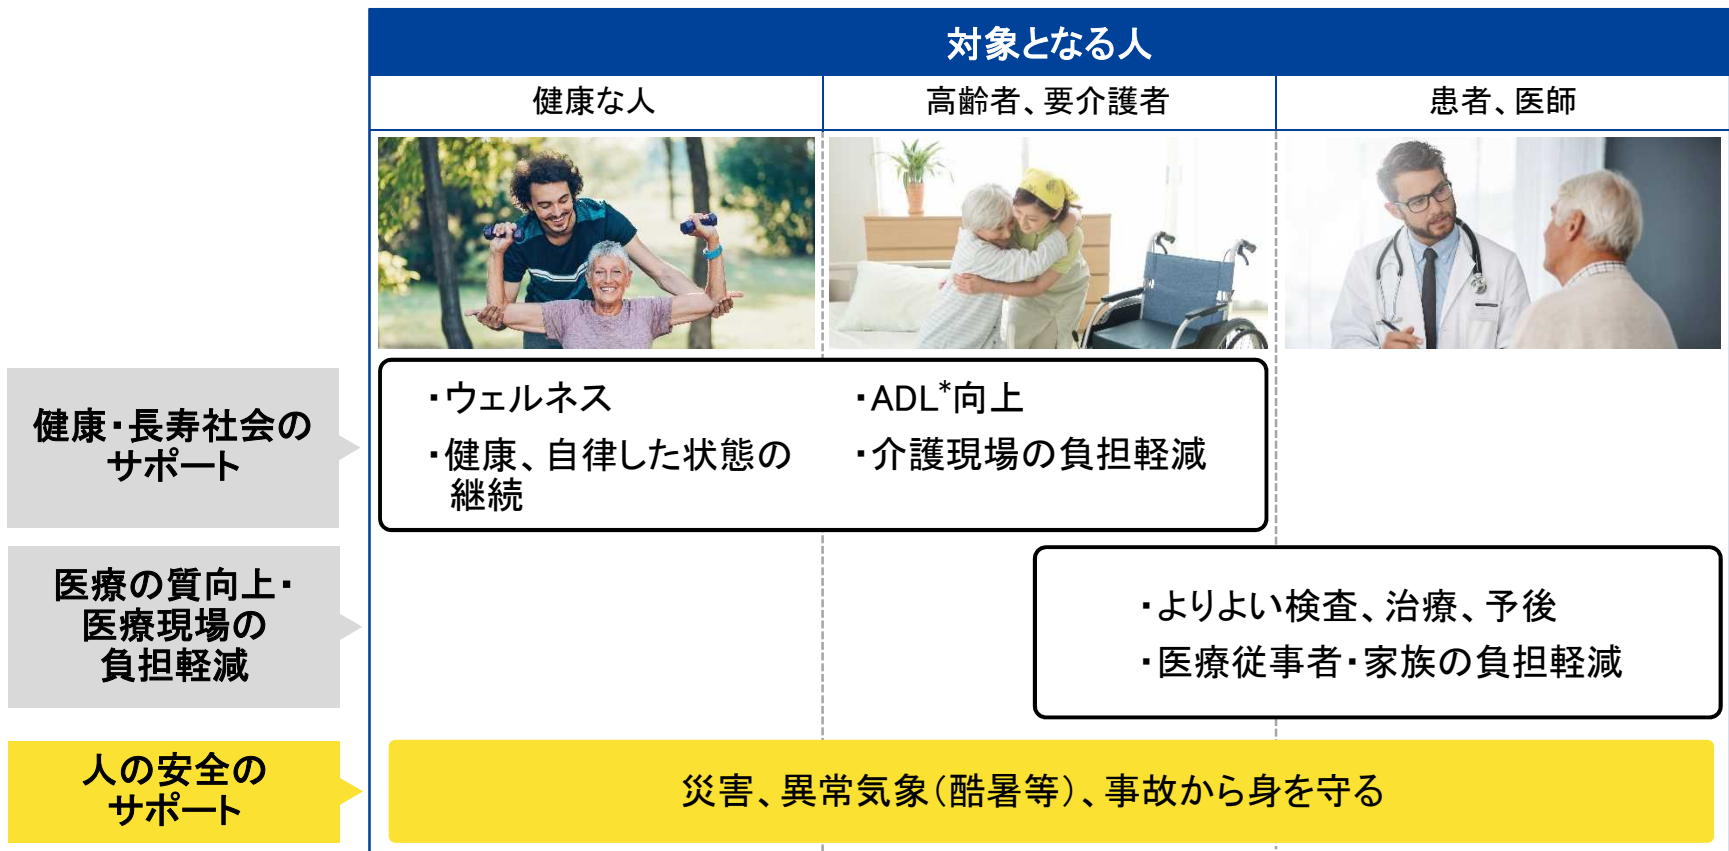 対象となる人
健康な人
高齢者、要介護者
患者、医師
健康・長寿社会の
サポート
・ウェルネス
・健康、自律した状態の
継続
・ADL*向上
・介護現場の負担軽減
医療の質向上・
医療現場の
負担軽減
・よりよい検査、治療、予後
・医療従事者・家族の負担軽減
人の安全の
サポート
災害、異常気象(酷暑等)、事故から身を守る